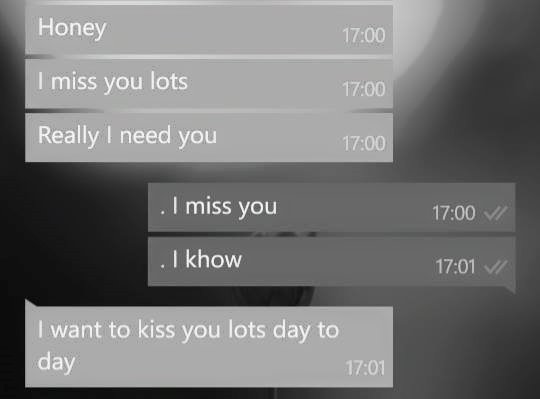 Honey
17:00
I miss you lots
17:00
Really I need you
17:00
. I miss you
17:00
. I khow
17:01
I want to kiss you lots day to
day
17:01